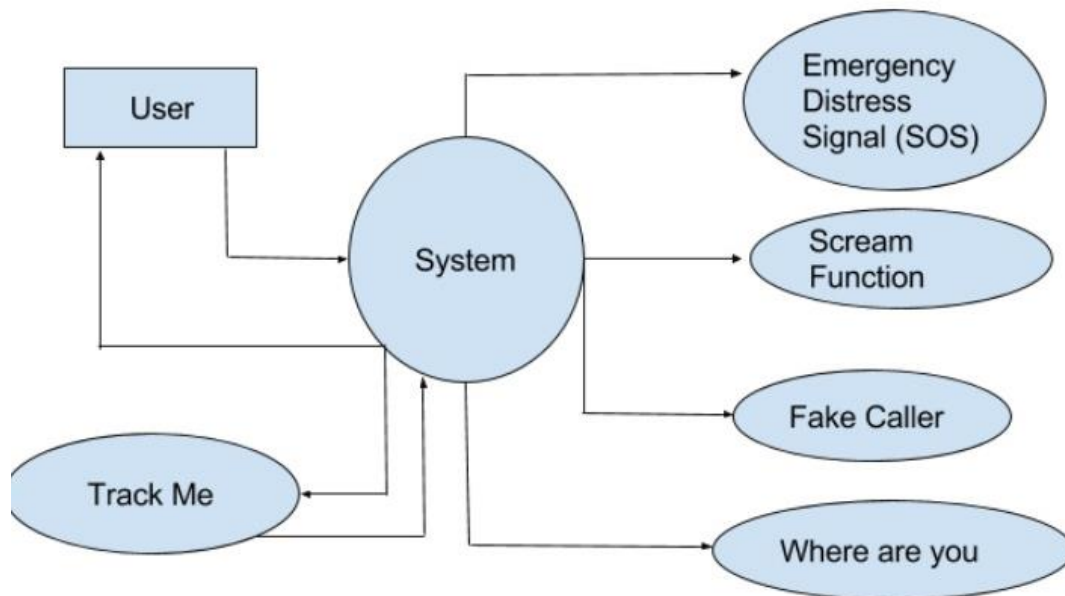 User
Emergency
Distress
Signal (SOS)
System
Scream
Function
Fake Caller
Track Me
Where are you